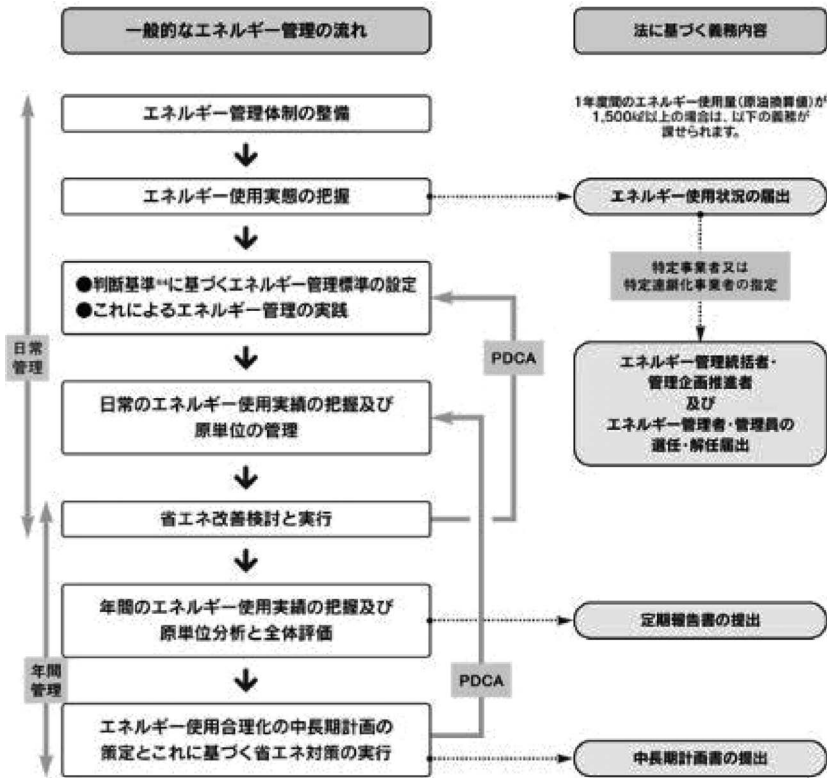 一般的なエネルギー管理の流れ
法に基づく義務内容
エネルギー管理体制の整備
1年度間のエネルギー使用量(原油換算値)が
1,500㎘以上の場合は、以下の義務が
課せられます。
エネルギー使用実態の把握
エネルギー使用状況の届出
●判断基準※4に基づくエネルギー管理標準の設定
●これによるエネルギー管理の実践
特定事業者又は
特定連鎖化事業者の指定
日常
管理
PDCA
日常のエネルギー使用実績の把握及び
原単位の管理
エネルギー管理統括者・
管理企画推進者
及び
エネルギー管理者・管理員の
選任・解任届出
省エネ改善検討と実行
年間のエネルギー使用実績の把握及び
原単位分析と全体評価
定期報告書の提出
年間
管理
PDCA
エネルギー使用合理化の中長期計画の
策定とこれに基づく省エネ対策の実行
中長期計画書の提出